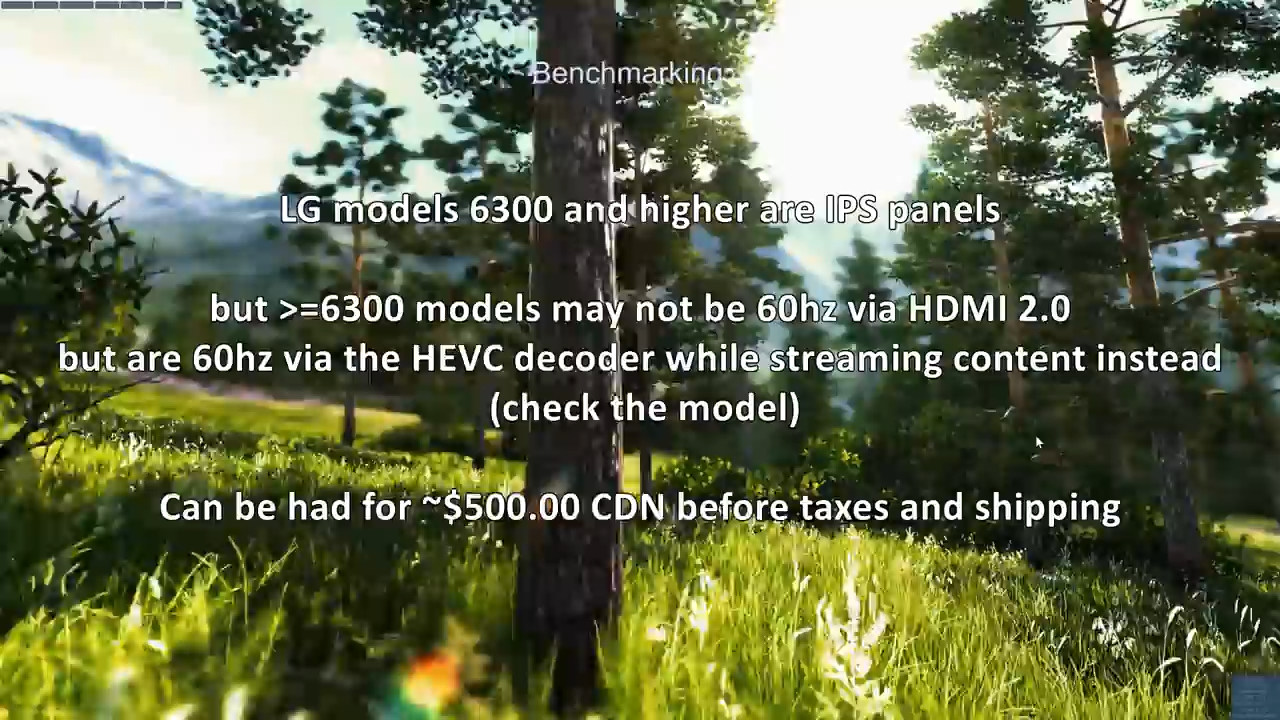 Benchmarking
LG models 6300 and higher are IPS panels
but >=6300 models may not be 60hz via HDMI 2.0
but are 60hz via the HEVC decoder while streaming content instead
(check the model)
Can be had for ~$500.00 CDN before taxes and shipping